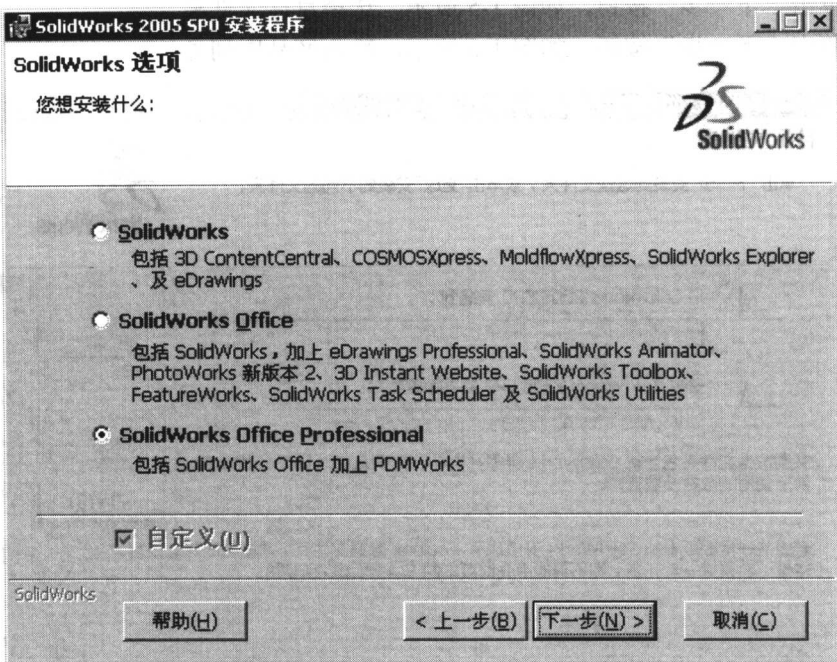 SolidWorks 2005 SP0 安装程序
SolidWorks 选项
您想安装什么:
SolidWorks
SolidWorks
包括 3D ContentCentral、COSMOSXpress、MoldflowXpress、SolidWorks Explorer
、及 eDrawings
SolidWorks Office
包括 SolidWorks，加上 eDrawings Professional、SolidWorks Animator、
PhotoWorks 新版本 2、3D Instant Website、SolidWorks Toolbox、
FeatureWorks、SolidWorks Task Scheduler 及 SolidWorks Utilities
SolidWorks Office Professional
包括 SolidWorks Office 加上 PDMWorks
自定义(U)
SolidWorks
帮助(H)
< 上一步(B)
下一步(N) >
取消(C)